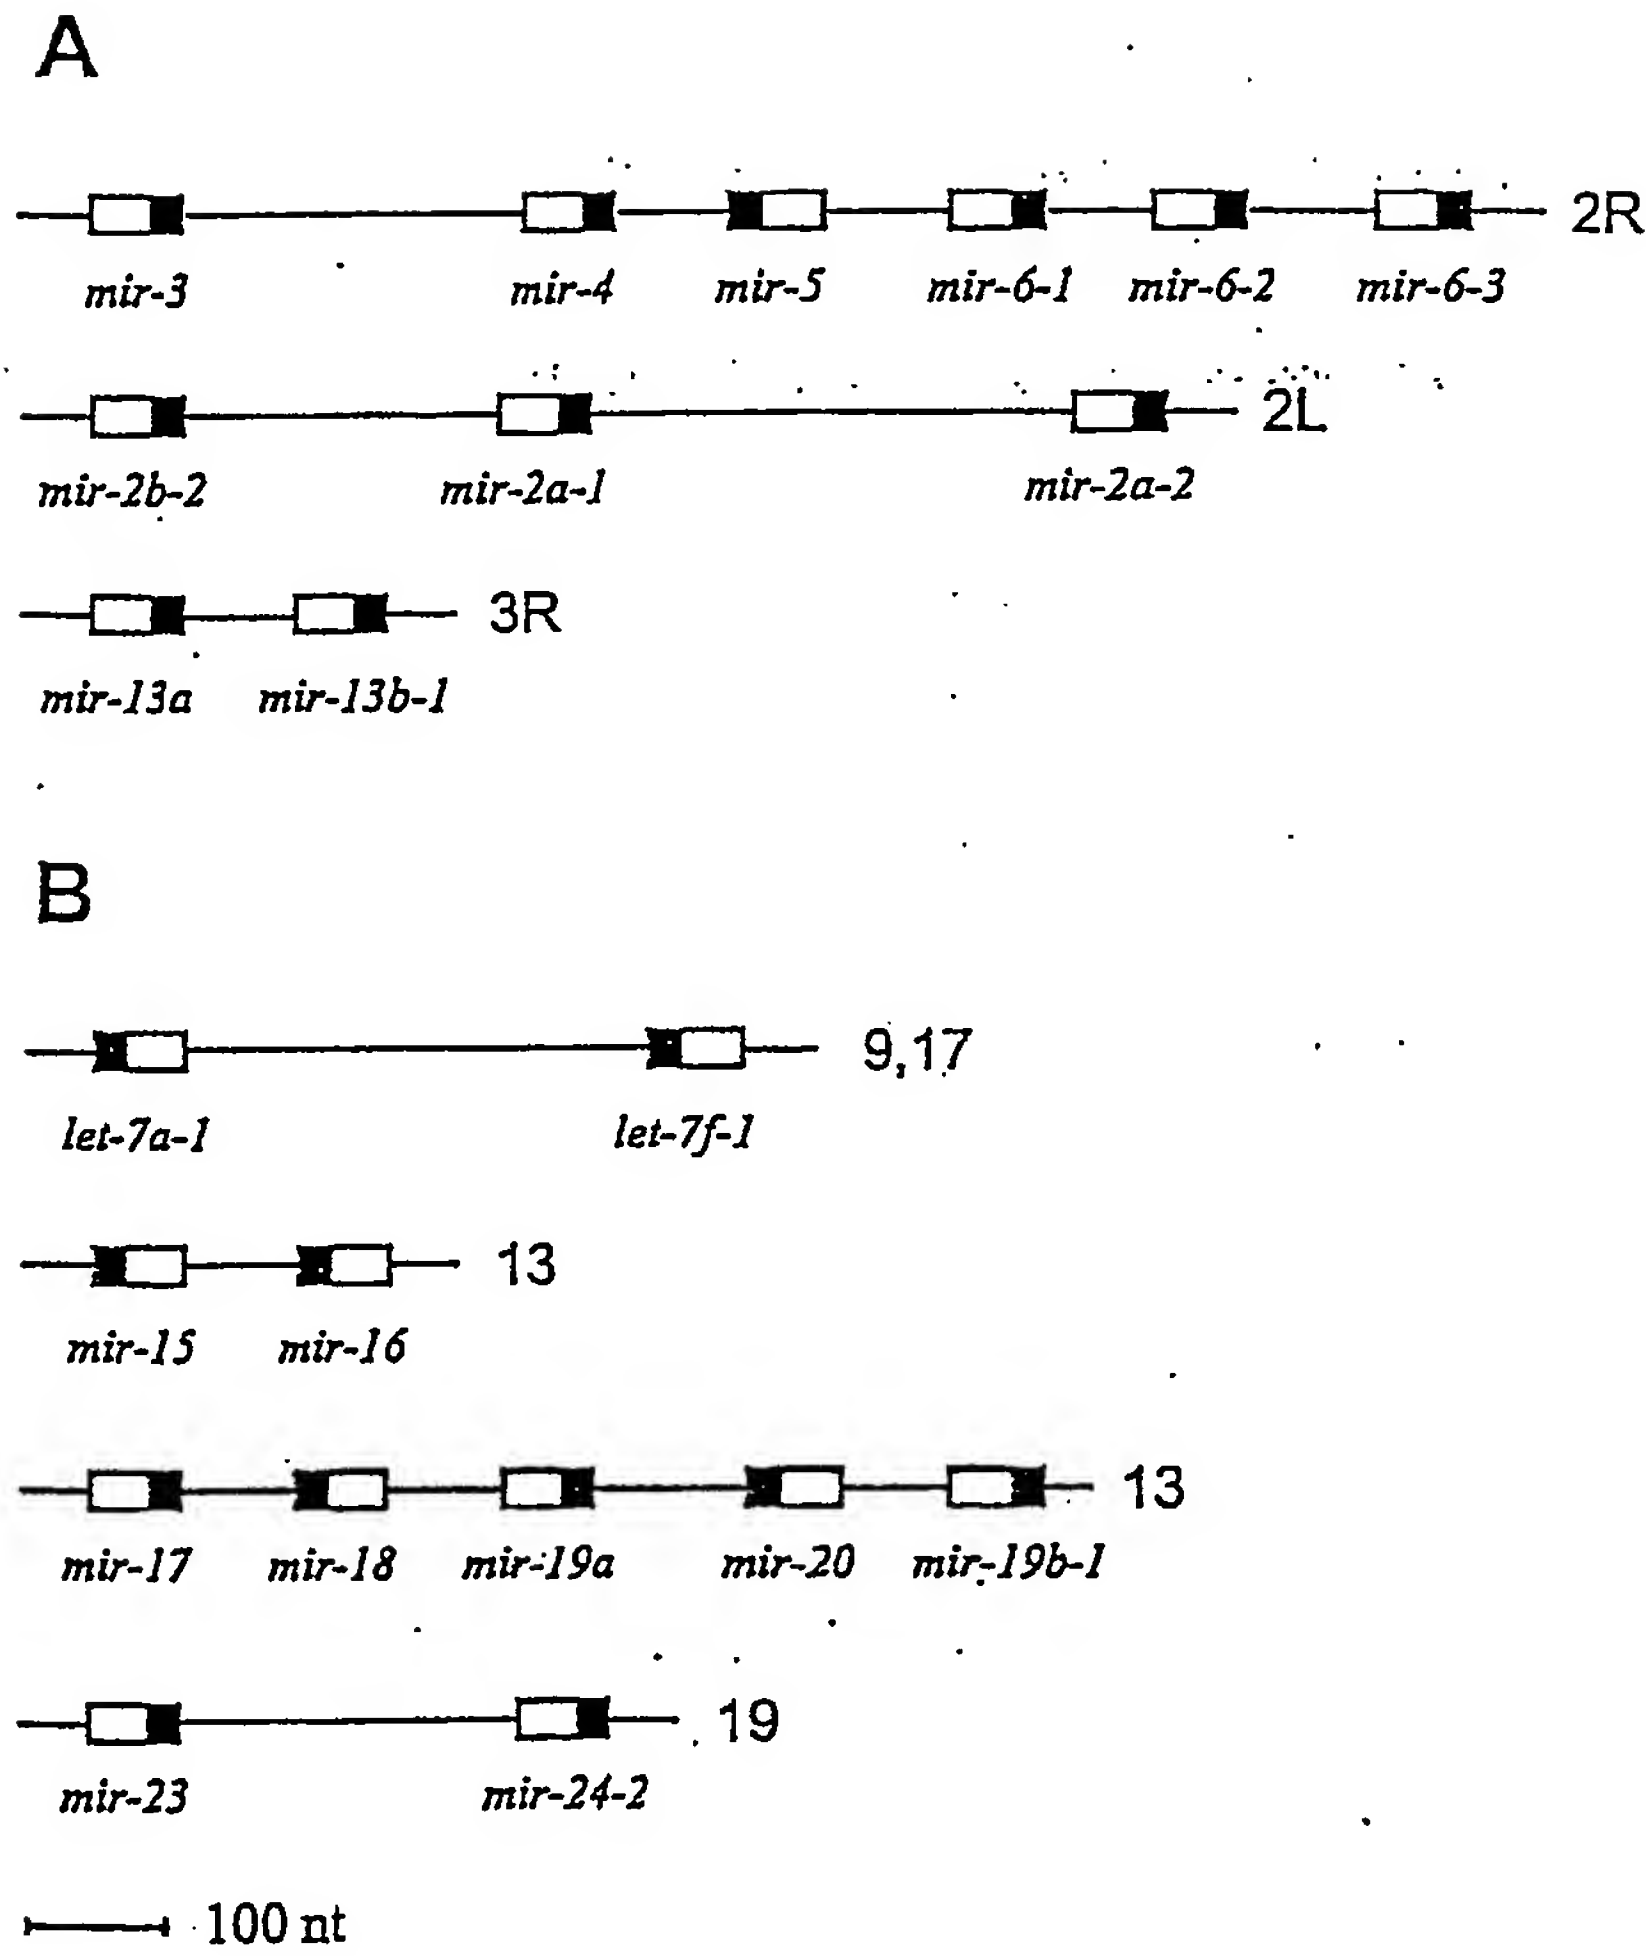 A
2R
mir-3 mir-4 mir-5 mir-6-1 mir-6-2 mir-6-3
2L
mir-2b-2 mir-2a-1 mir-2a-2
3R
mir-13a mir-13b-1
B
9,17
let-7a-1 let-7f-1
13
mir-15 mir-16
13
mir-17 mir-18 mir-19a mir-20 mir-19b-1
19
mir-23 mir-24-2
100 nt